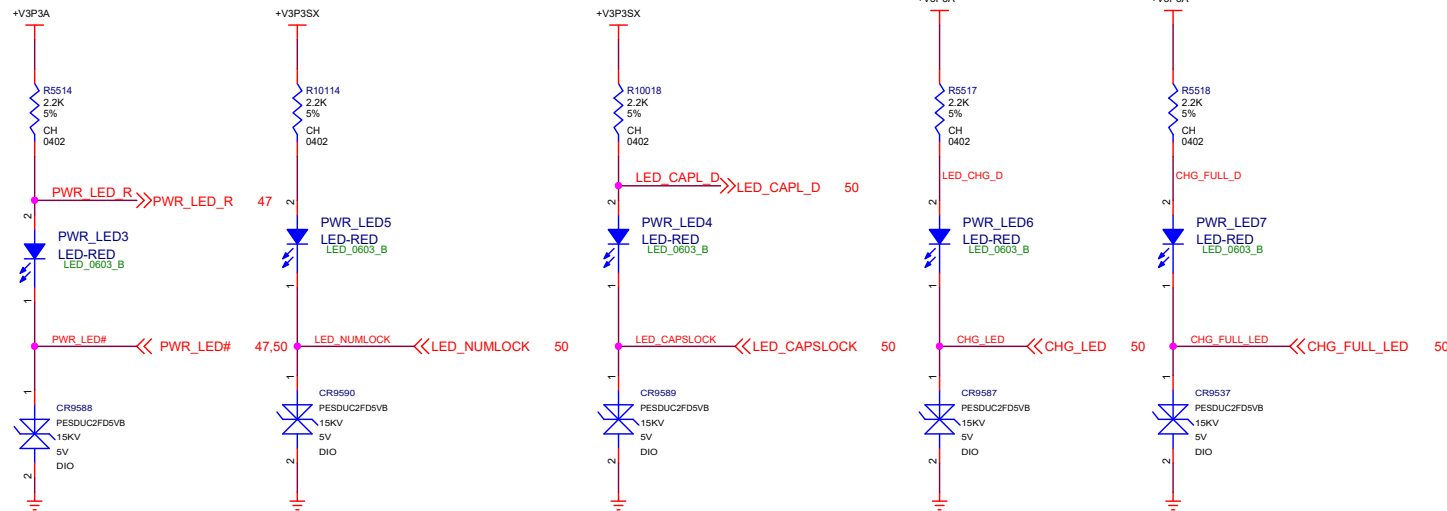 +V3P3A
R5514
2.2K
5%
CH
0402
PWR_LED_R
PWR_LED_R 47
2
PWR_LED3
LED-RED
LED_0603_B
1
PWR_LED#
PWR_LED# 47,50
1
CR9588
PESDUC2FD5VB
15KV
5V
DIO
2
+V3P3SX
R10114
2.2K
5%
CH
0402
2
PWR_LED5
LED-RED
LED_0603_B
1
LED_NUMLOCK
LED_NUMLOCK 50
1
CR9590
PESDUC2FD5VB
15KV
5V
DIO
2
+V3P3SX
R10018
2.2K
5%
CH
0402
LED_CAPL_D
LED_CAPL_D 50
2
PWR_LED4
LED-RED
LED_0603_B
1
LED_CAPSLOCK
LED_CAPSLOCK 50
1
CR9589
PESDUC2FD5VB
15KV
5V
DIO
2
+V3P3A
R5517
2.2K
5%
CH
0402
LED_CHG_D
2
PWR_LED6
LED-RED
LED_0603_B
1
CHG_LED
CHG_LED 50
1
CR9587
PESDUC2FD5VB
15KV
5V
DIO
2
+V3P3A
R5518
2.2K
5%
CH
0402
CHG_FULL_D
2
PWR_LED7
LED-RED
LED_0603_B
1
CHG_FULL_LED
CHG_FULL_LED 50
1
CR9537
PESDUC2FD5VB
15KV
5V
DIO
2